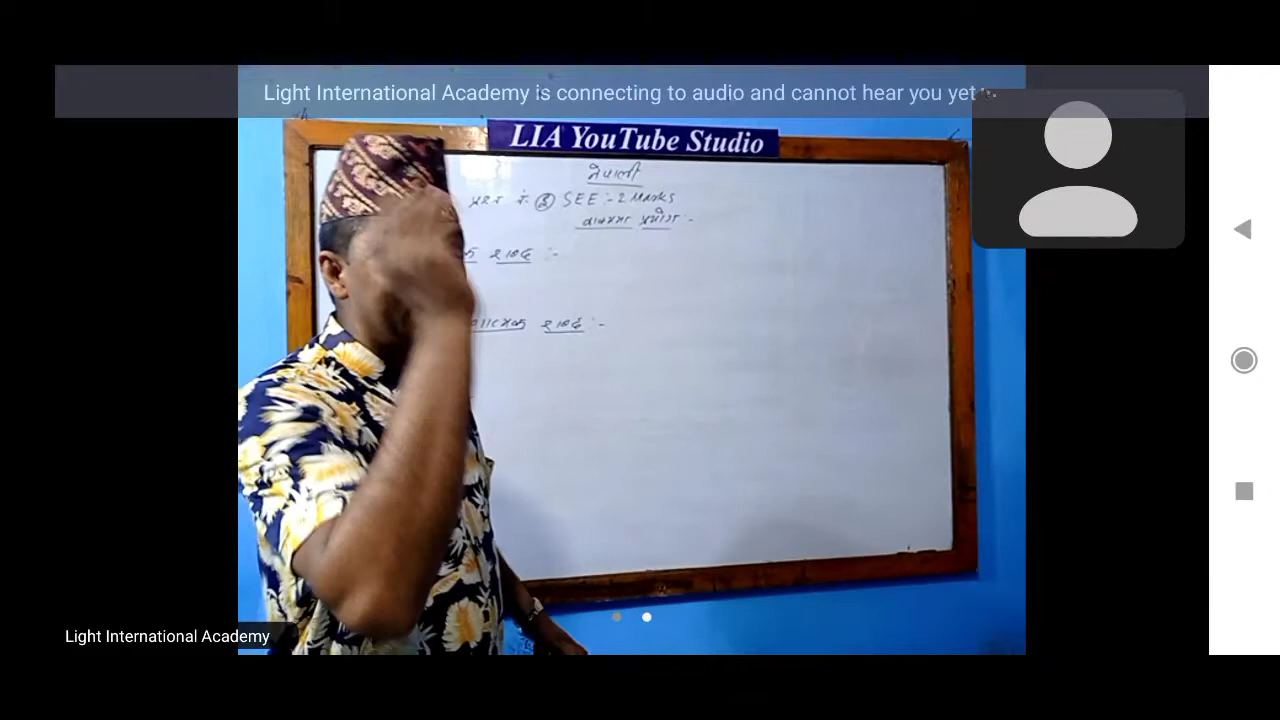 Light International Academy is connecting to audio and cannot hear you yet
LIA YouTube Studio
नेपाली
प्रश्न नं. SEE :- 2 Marks
वाक्यमा प्रयोग :-
शब्द :-
शब्द :-
Light International Academy